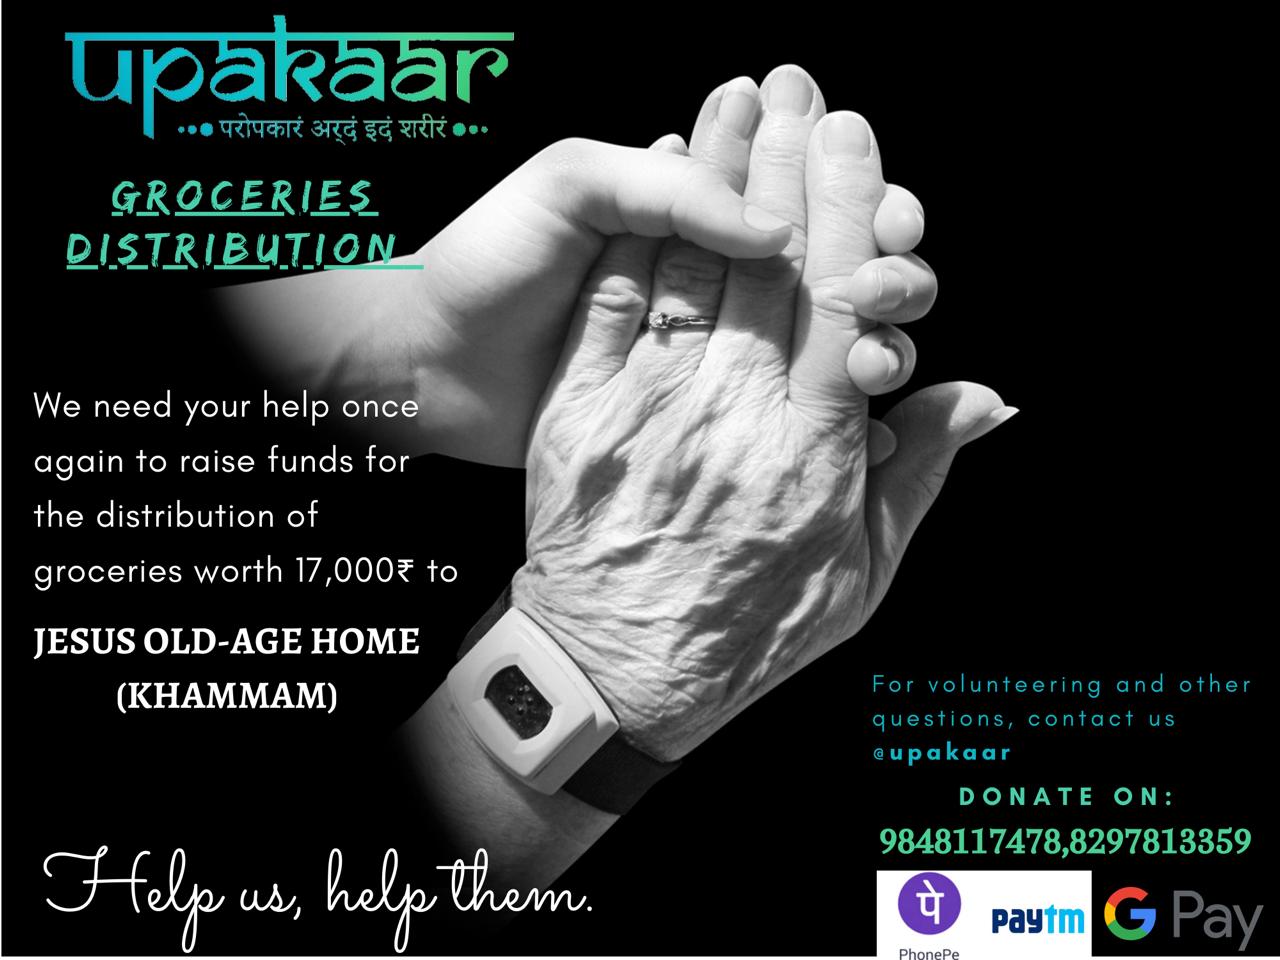 upakaar
परोपकारं अर्दं इदं शरीरं
GROCERIES
DISTRIBUTION
We need your help once
again to raise funds for
the distribution of
groceries worth 17,000₹ to
JESUS OLD-AGE HOME
(KHAMMAM)
Help us, help them.
For volunteering and other
questions, contact us
@upakaar
DONATE ON:
9848117478,8297813359
पे
PhonePe
paytm
G Pay